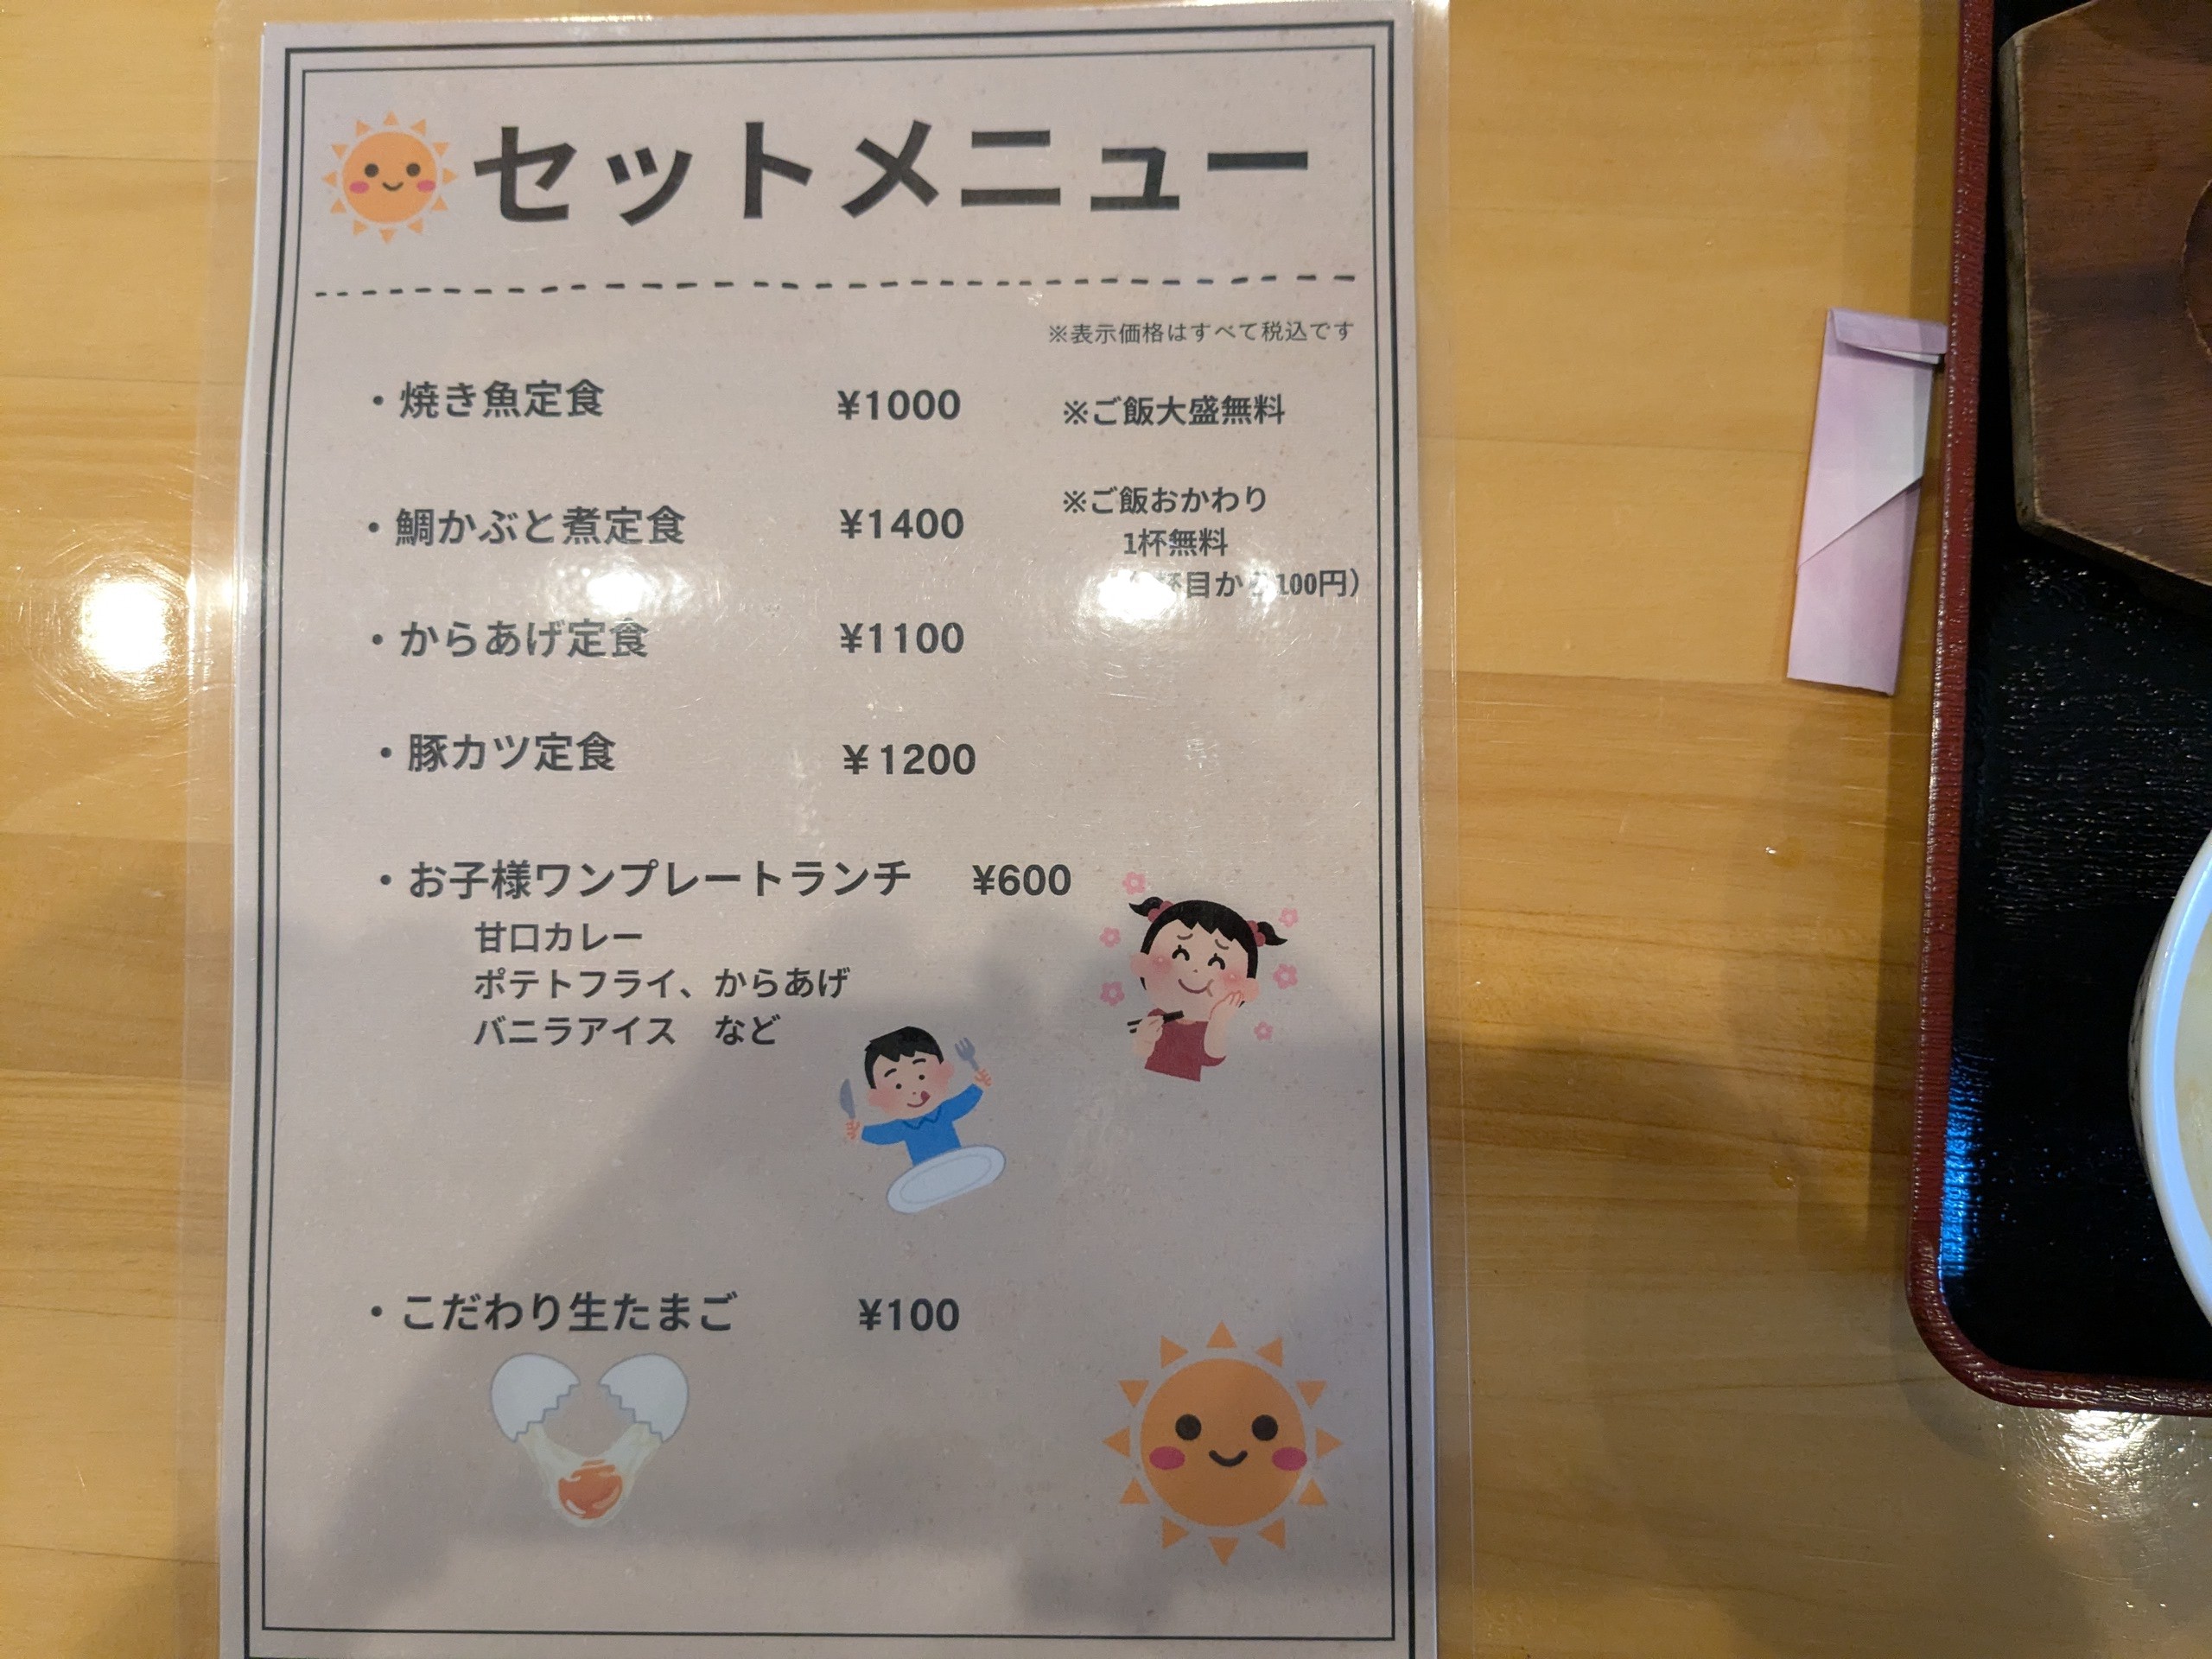 セットメニュー
※表示価格はすべて税込です
・焼き魚定食 ¥1000 ※ご飯大盛無料
・鯛かぶと煮定食 ¥1400 ※ご飯おかわり
1杯無料
杯目から100円）
・からあげ定食 ¥1100
・豚カツ定食 ¥1200
・お子様ワンプレートランチ ¥600
甘口カレー
ポテトフライ、からあげ
バニラアイス など
・こだわり生たまご ¥100